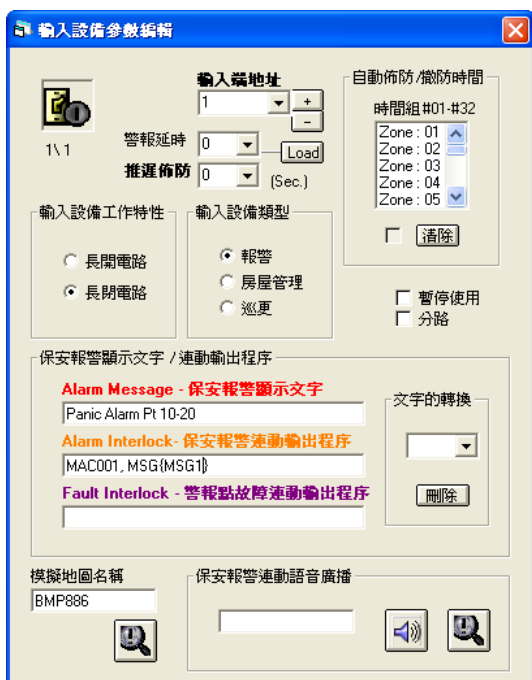 輸入設備參數編輯
輸入端地址
1
+
-
1\ 1
警報延時
0
Load
推遲佈防
0
(Sec.)
自動佈防/撤防時間
時間組#01-#32
Zone : 01
Zone : 02
Zone : 03
Zone : 04
Zone : 05
清除
輸入設備工作特性
長開電路
長閉電路
輸入設備類型
報警
房屋管理
巡更
暫停使用
分路
保安報警顯示文字 / 連動輸出程序
Alarm Message - 保安報警顯示文字
Panic Alarm Pt 10-20
Alarm Interlock- 保安報警連動輸出程序
MAC001, MSG{MSG1}
Fault Interlock - 警報點故障連動輸出程序
文字的轉換
刪除
模擬地圖名稱
BMP886
保安報警連動語音廣播